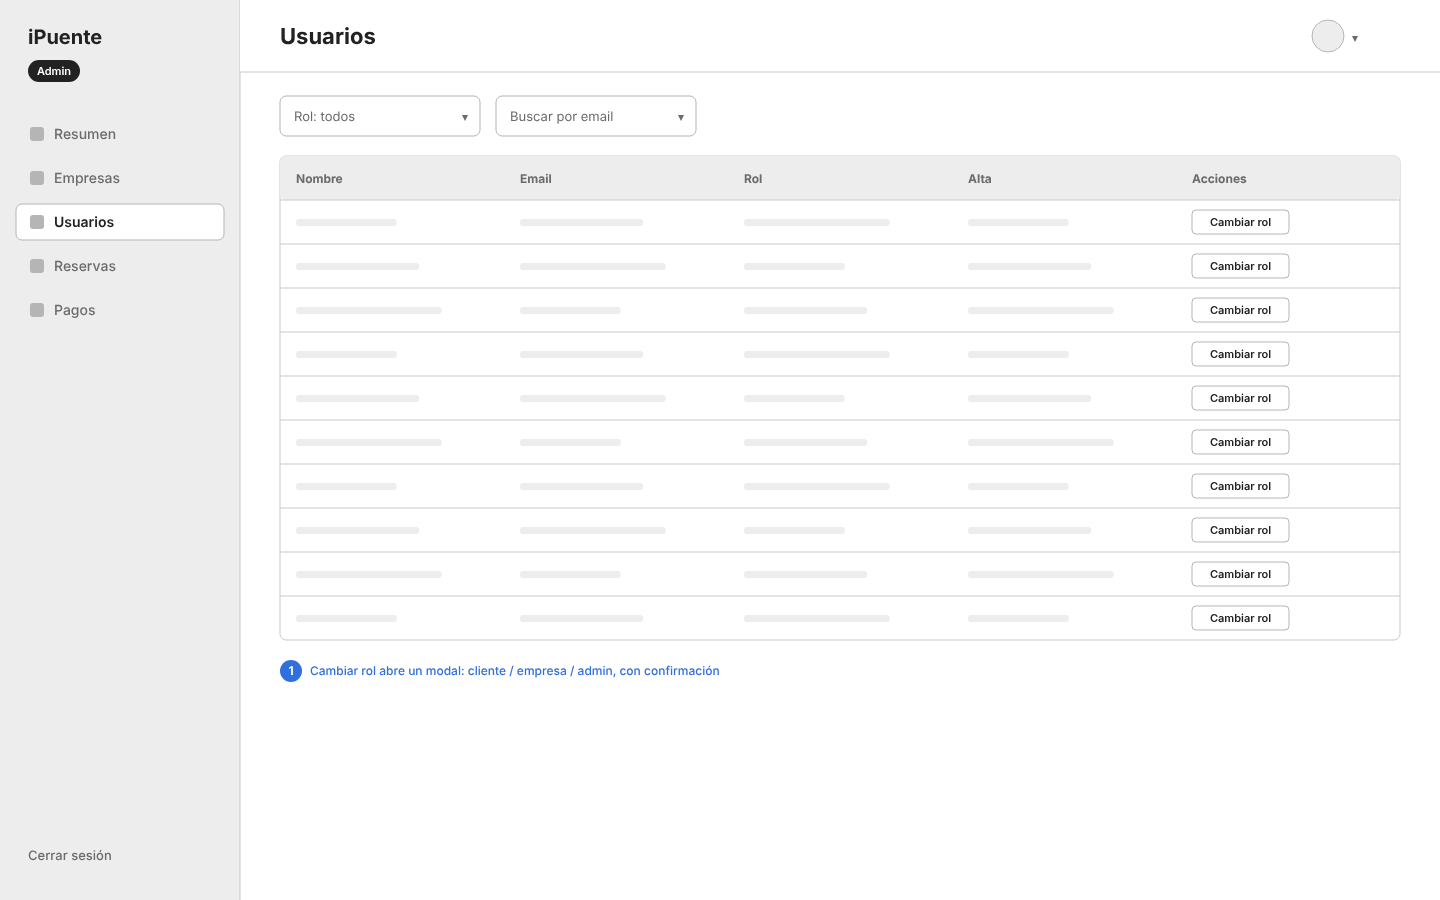 iPuente
Admin
Resumen
Empresas
Usuarios
Reservas
Pagos
Cerrar sesión
Usuarios
Rol: todos
Buscar por email
Nombre Email Rol Alta Acciones
Cambiar rol
Cambiar rol
Cambiar rol
Cambiar rol
Cambiar rol
Cambiar rol
Cambiar rol
Cambiar rol
Cambiar rol
Cambiar rol
1 Cambiar rol abre un modal: cliente / empresa / admin, con confirmación